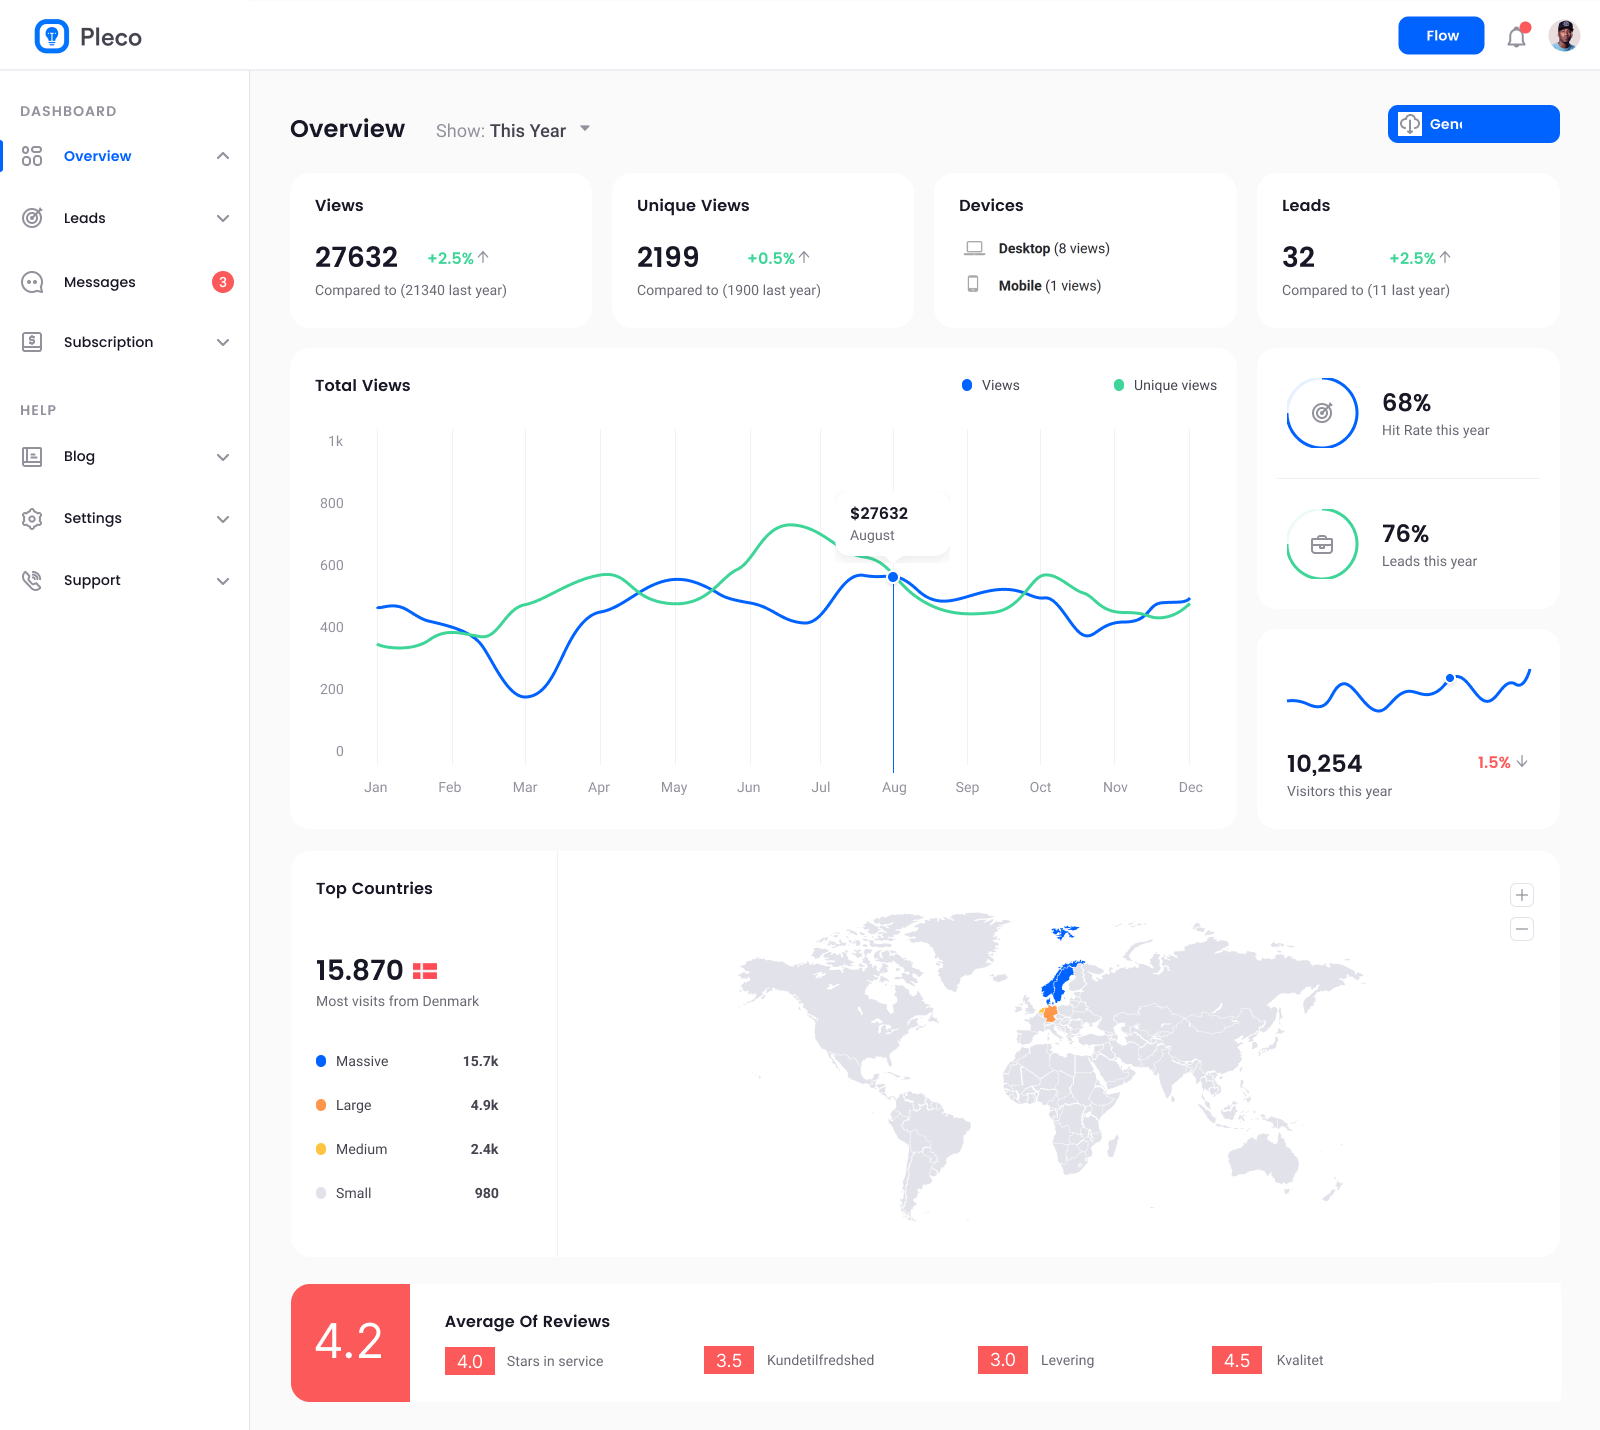 Pleco
Flow
DASHBOARD
Overview
Leads
Messages
3
Subscription
HELP
Blog
Settings
Support
Overview
Show: This Year
Gen
Views
27632
+2.5%
Compared to (21340 last year)
Unique Views
2199
+0.5%
Compared to (1900 last year)
Devices
Desktop (8 views)
Mobile (1 views)
Leads
32
+2.5%
Compared to (11 last year)
Total Views
Views
Unique views
1k
800
600
400
200
0
$27632
August
Jan Feb Mar Apr May Jun Jul Aug Sep Oct Nov Dec
68%
Hit Rate this year
76%
Leads this year
10,254
1.5%
Visitors this year
Top Countries
15.870
Most visits from Denmark
Massive 15.7k
Large 4.9k
Medium 2.4k
Small 980
4.2
Average Of Reviews
4.0 Stars in service
3.5 Kundetilfredshed
3.0 Levering
4.5 Kvalitet